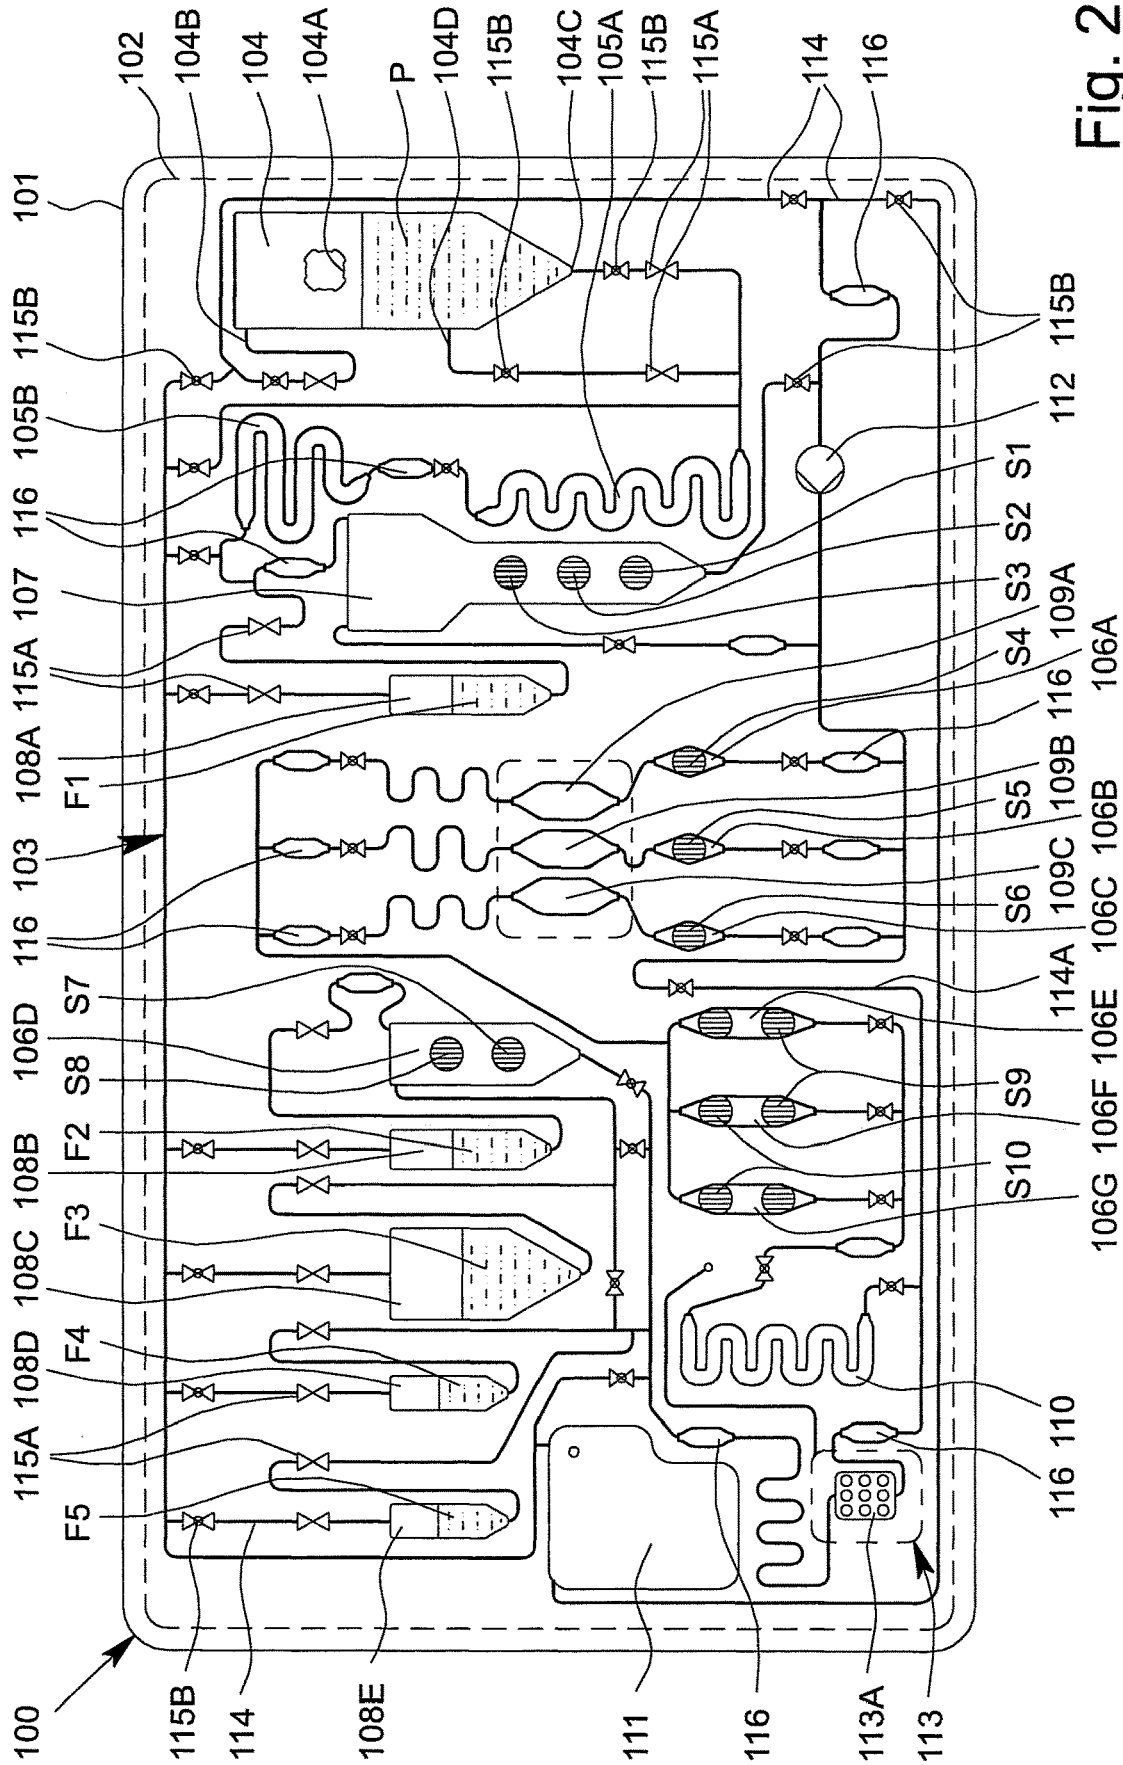 100
115A 108D 108C 108B 106D 116 103 108A 115A 107 116 105B 115B 101
F5 F4 F3 F2 S8 S7 F1
102
104B
104
104A
P
104D
115B
104C
105A
115B
115A
114
116
115B
114
108E
111
116
113A
113
S4 S3 S2 S1
109A
S10 S9 S6 S5 112
116 110 114A 109C 109B 116 115B
106G 106F 106E 106C 106B 106A
Fig. 2